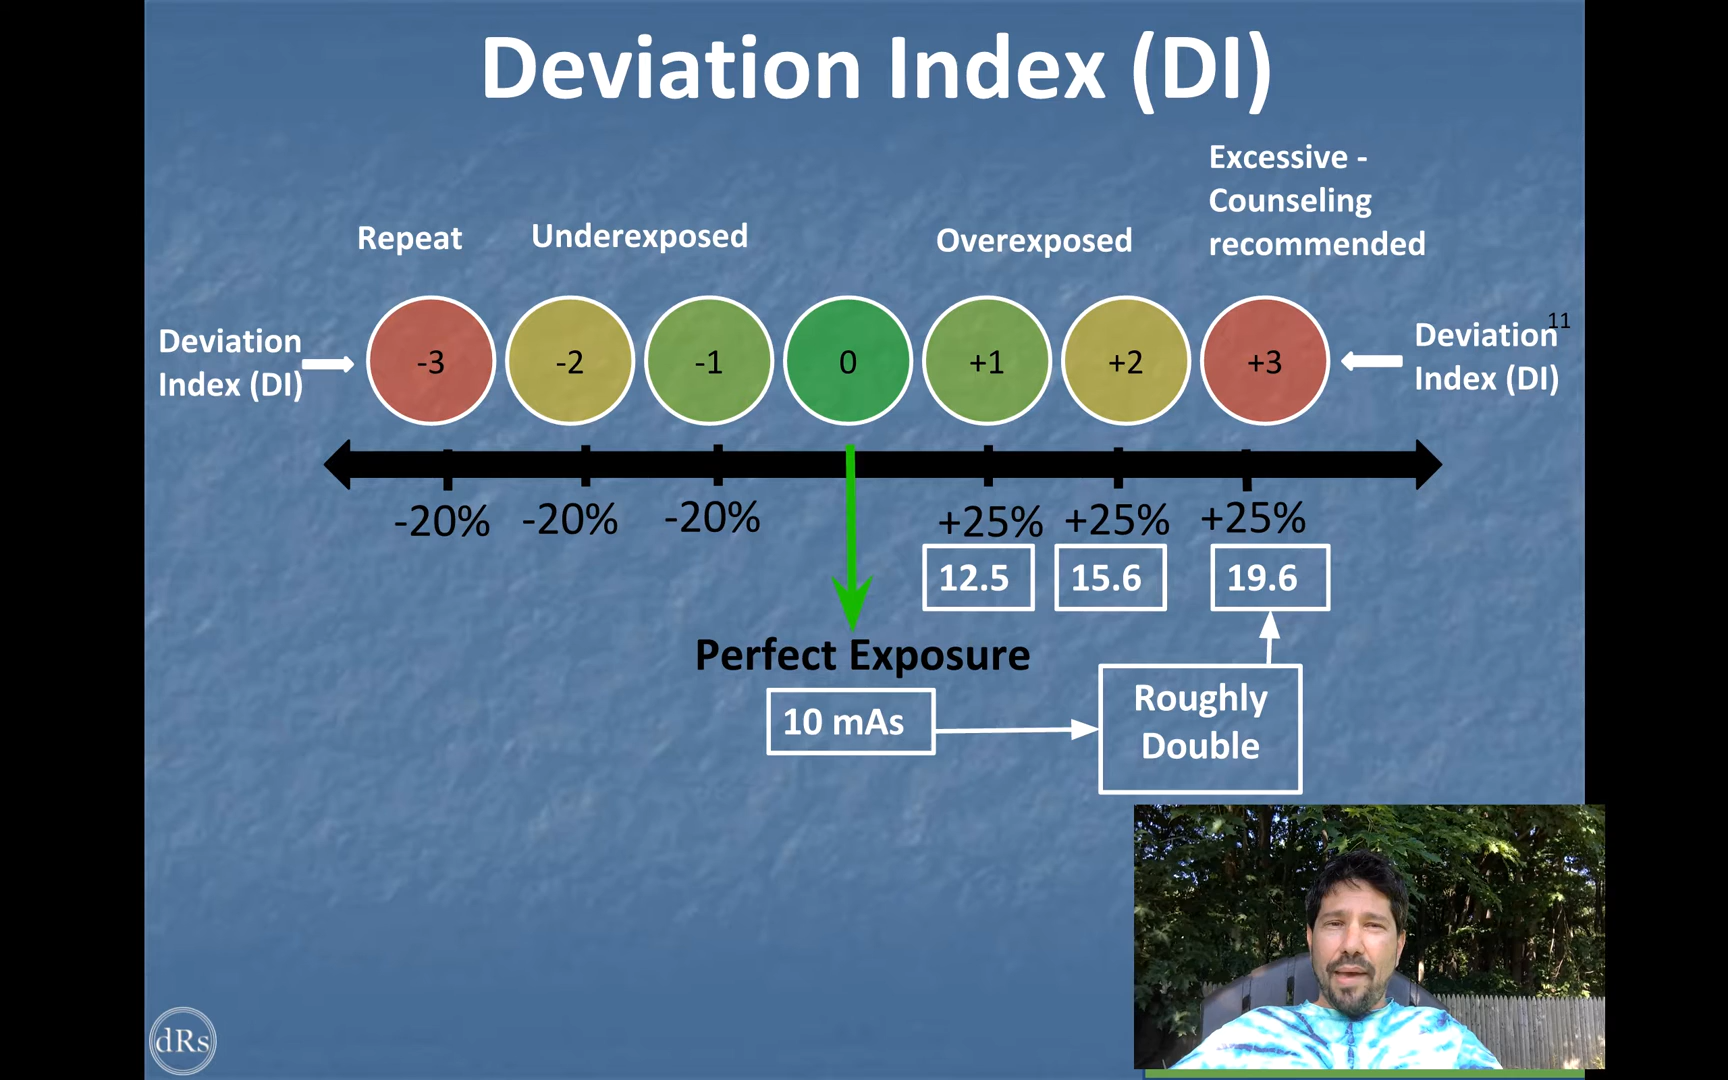 Deviation Index (DI)
Excessive -
Counseling
recommended
Repeat
Underexposed
Overexposed
Deviation
Index (DI)
-3
-2
-1
0
+1
+2
+3
11
Deviation
Index (DI)
-20%
-20%
-20%
+25%
+25%
+25%
12.5
15.6
19.6
Perfect Exposure
10 mAs
Roughly
Double
dRs